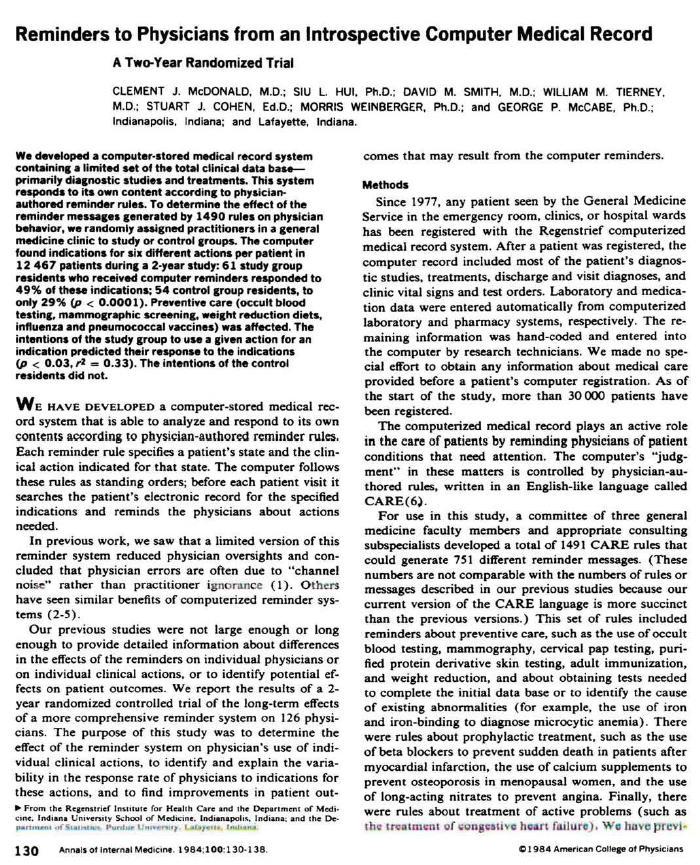 Reminders to Physicians from an Introspective Computer Medical Record
A Two-Year Randomized Trial
CLEMENT J. McDONALD, M.D.; SIU L. HUI, Ph.D.; DAVID M. SMITH, M.D.; WILLIAM M. TIERNEY,
M.D.; STUART J. COHEN, Ed.D.; MORRIS WEINBERGER, Ph.D.; and GEORGE P. McCABE, Ph.D.;
Indianapolis, Indiana; and Lafayette, Indiana.
We developed a computer-stored medical record system
containing a limited set of the total clinical data base—
primarily diagnostic studies and treatments. This system
responds to its own content according to physician-
authored reminder rules. To determine the effect of the
reminder messages generated by 1490 rules on physician
behavior, we randomly assigned practitioners in a general
medicine clinic to study or control groups. The computer
found indications for six different actions per patient in
12 467 patients during a 2-year study: 61 study group
residents who received computer reminders responded to
49% of these indications; 54 control group residents, to
only 29% (p < 0.0001). Preventive care (occult blood
testing, mammographic screening, weight reduction diets,
influenza and pneumococcal vaccines) was affected. The
intentions of the study group to use a given action for an
indication predicted their response to the indications
(p < 0.03, r² = 0.33). The intentions of the control
residents did not.
WE HAVE DEVELOPED a computer-stored medical rec-
ord system that is able to analyze and respond to its own
contents according to physician-authored reminder rules.
Each reminder rule specifies a patient's state and the clin-
ical action indicated for that state. The computer follows
these rules as standing orders; before each patient visit it
searches the patient's electronic record for the specified
indications and reminds the physicians about actions
needed.
In previous work, we saw that a limited version of this
reminder system reduced physician oversights and con-
cluded that physician errors are often due to "channel
noise" rather than practitioner ignorance (1). Others
have seen similar benefits of computerized reminder sys-
tems (2-5).
Our previous studies were not large enough or long
enough to provide detailed information about differences
in the effects of the reminders on individual physicians or
on individual clinical actions, or to identify potential ef-
fects on patient outcomes. We report the results of a 2-
year randomized controlled trial of the long-term effects
of a more comprehensive reminder system on 126 physi-
cians. The purpose of this study was to determine the
effect of the reminder system on physician's use of indi-
vidual clinical actions, to identify and explain the varia-
bility in the response rate of physicians to indications for
these actions, and to find improvements in patient out-
▶ From the Regenstrief Institute for Health Care and the Department of Medi-
cine, Indiana University School of Medicine, Indianapolis, Indiana; and the De-
partment of Statistics, Purdue University, Lafayette, Indiana.
comes that may result from the computer reminders.
Methods
Since 1977, any patient seen by the General Medicine
Service in the emergency room, clinics, or hospital wards
has been registered with the Regenstrief computerized
medical record system. After a patient was registered, the
computer record included most of the patient's diagnos-
tic studies, treatments, discharge and visit diagnoses, and
clinic vital signs and test orders. Laboratory and medica-
tion data were entered automatically from computerized
laboratory and pharmacy systems, respectively. The re-
maining information was hand-coded and entered into
the computer by research technicians. We made no spe-
cial effort to obtain any information about medical care
provided before a patient's computer registration. As of
the start of the study, more than 30 000 patients have
been registered.
The computerized medical record plays an active role
in the care of patients by reminding physicians of patient
conditions that need attention. The computer's "judg-
ment" in these matters is controlled by physician-au-
thored rules, written in an English-like language called
CARE(6).
For use in this study, a committee of three general
medicine faculty members and appropriate consulting
subspecialists developed a total of 1491 CARE rules that
could generate 751 different reminder messages. (These
numbers are not comparable with the numbers of rules or
messages described in our previous studies because our
current version of the CARE language is more succinct
than the previous versions.) This set of rules included
reminders about preventive care, such as the use of occult
blood testing, mammography, cervical pap testing, puri-
fied protein derivative skin testing, adult immunization,
and weight reduction, and about obtaining tests needed
to complete the initial data base or to identify the cause
of existing abnormalities (for example, the use of iron
and iron-binding to diagnose microcytic anemia). There
were rules about prophylactic treatment, such as the use
of beta blockers to prevent sudden death in patients after
myocardial infarction, the use of calcium supplements to
prevent osteoporosis in menopausal women, and the use
of long-acting nitrates to prevent angina. Finally, there
were rules about treatment of active problems (such as
the treatment of congestive heart failure). We have previ-
130 Annals of Internal Medicine. 1984;100:130-138.
©1984 American College of Physicians